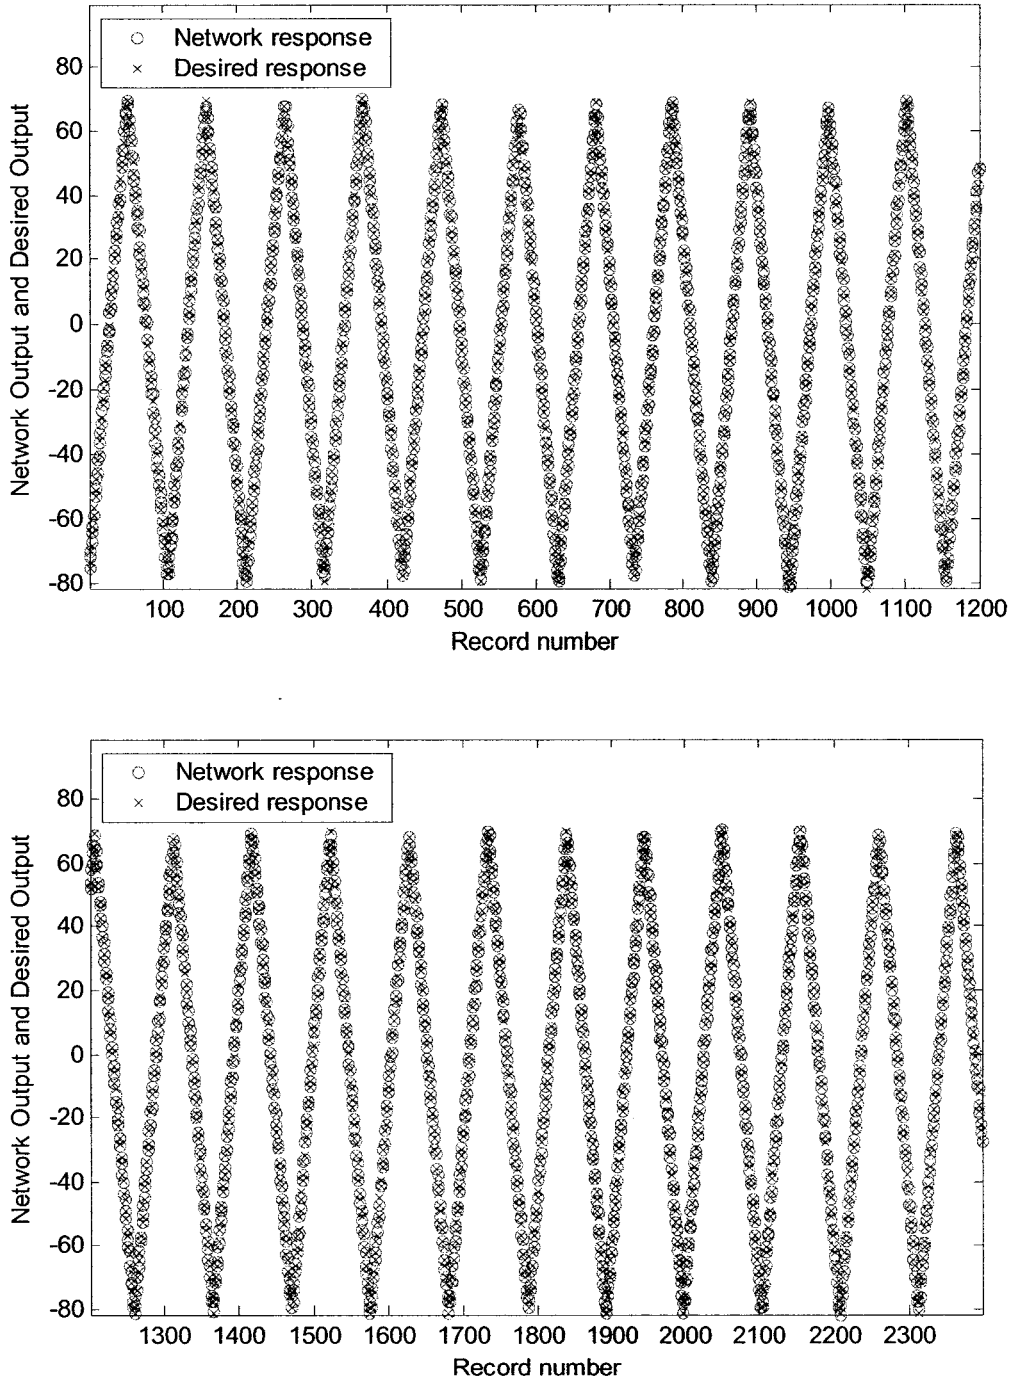 Network response
Desired response
Network Output and Desired Output
80
60
40
20
0
-20
-40
-60
-80
100 200 300 400 500 600 700 800 900 1000 1100 1200
Record number
Network response
Desired response
Network Output and Desired Output
80
60
40
20
0
-20
-40
-60
-80
1300 1400 1500 1600 1700 1800 1900 2000 2100 2200 2300
Record number